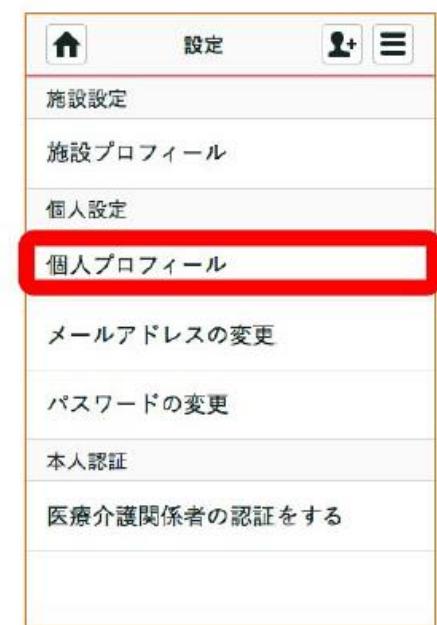 設定
施設設定
施設プロフィール
個人設定
個人プロフィール
メールアドレスの変更
パスワードの変更
本人認証
医療介護関係者の認証をする